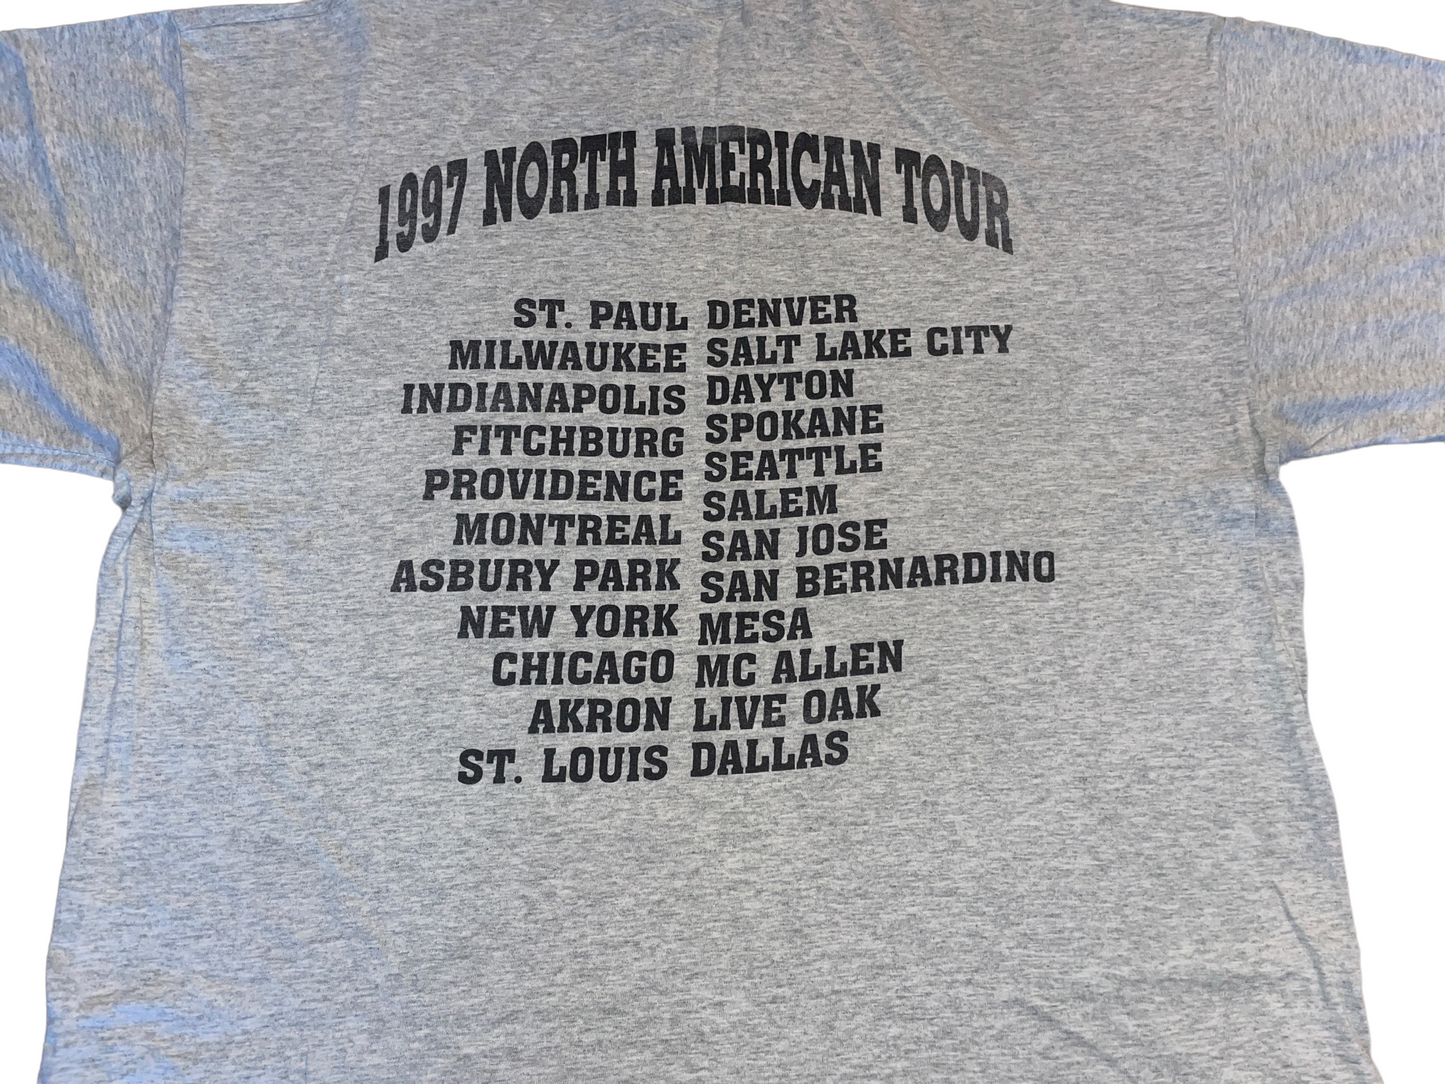 1997 NORTH AMERICAN TOUR
ST. PAUL
MILWAUKEE
INDIANAPOLIS
FITCHBURG
PROVIDENCE
MONTREAL
ASBURY PARK
NEW YORK
CHICAGO
AKRON
ST. LOUIS
DENVER
SALT LAKE CITY
DAYTON
SPOKANE
SEATTLE
SALEM
SAN JOSE
SAN BERNARDINO
MESA
MC ALLEN
LIVE OAK
DALLAS